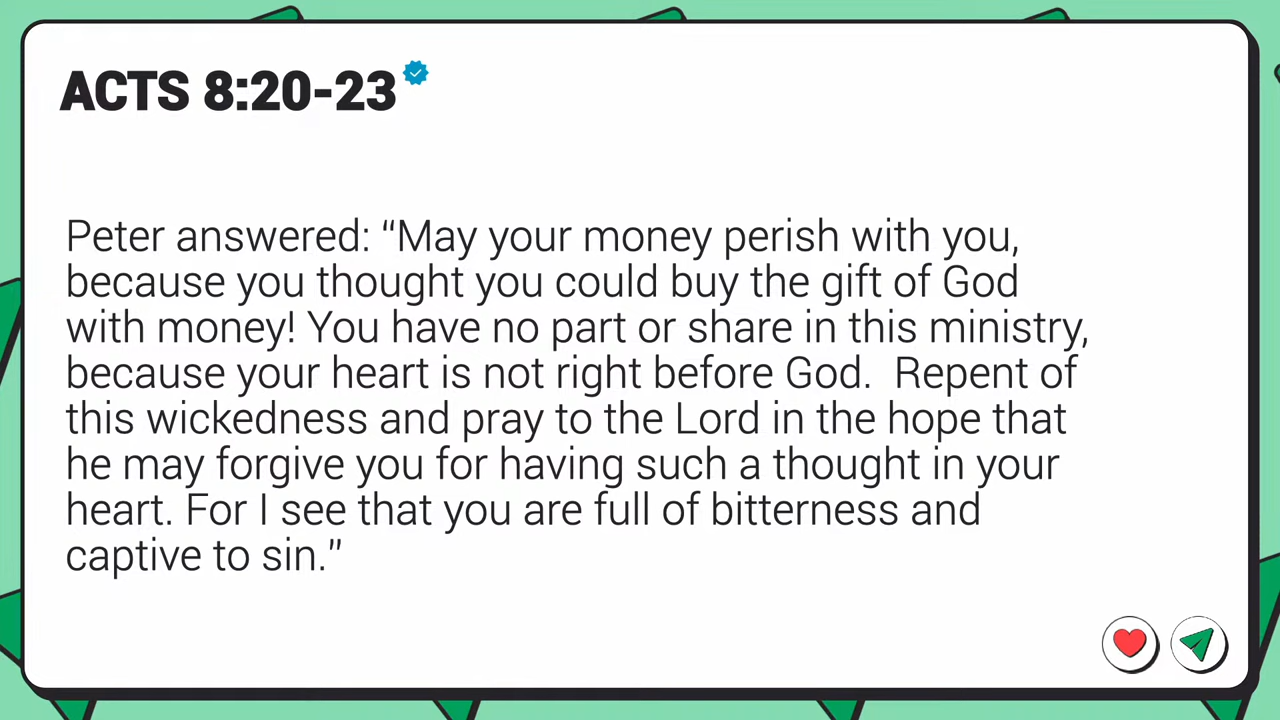 ACTS 8:20-23
Peter answered: “May your money perish with you,
because you thought you could buy the gift of God
with money! You have no part or share in this ministry,
because your heart is not right before God.  Repent of
this wickedness and pray to the Lord in the hope that
he may forgive you for having such a thought in your
heart. For I see that you are full of bitterness and
captive to sin.”